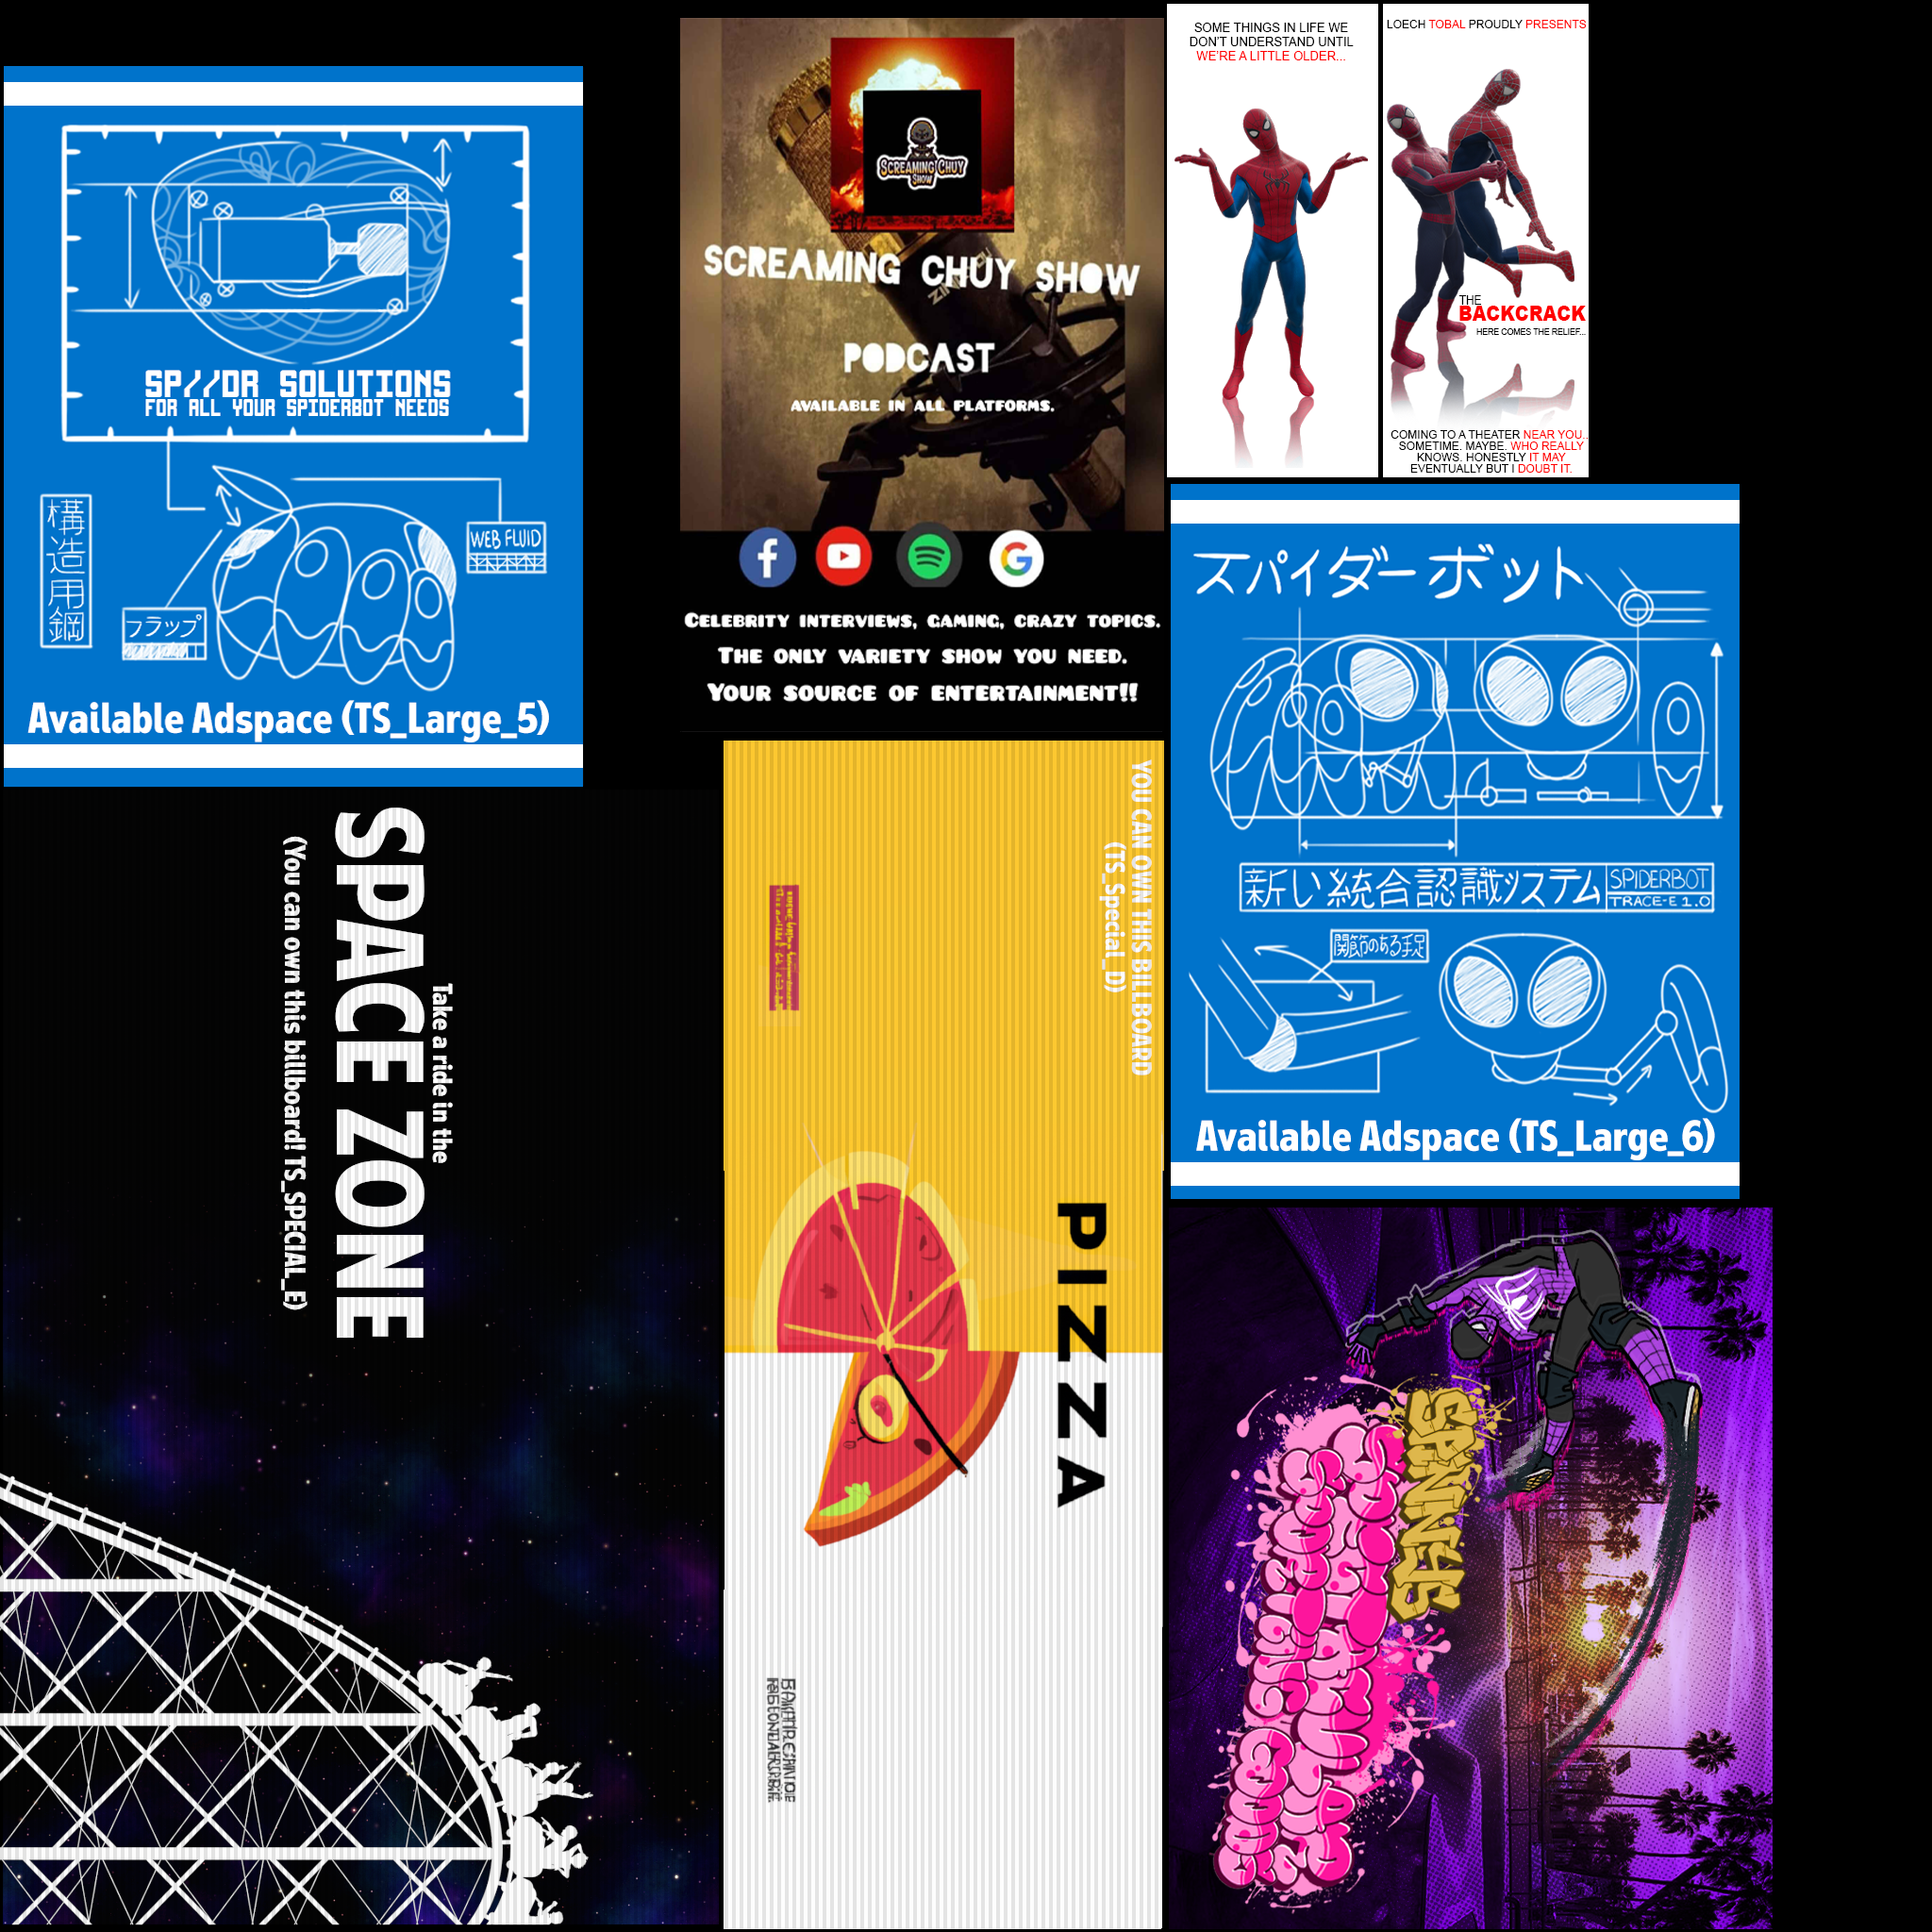 SP//DR SOLUTIONS
FOR ALL YOUR SPIDERBOT NEEDS
構造用鋼
フラップ
WEB FLUID
Available Adspace (TS_Large_5)
SCREAMING CHUY
SHOW
SCREAMING CHUY SHOW
PODCAST
AVAILABLE IN ALL PLATFORMS.
CELEBRITY INTERVIEWS, GAMING, CRAZY TOPICS.
THE ONLY VARIETY SHOW YOU NEED.
YOUR SOURCE OF ENTERTAINMENT!!
SOME THINGS IN LIFE WE
DON'T UNDERSTAND UNTIL
WE'RE A LITTLE OLDER...
LOECH TOBAL PROUDLY PRESENTS
THE
BACKCRACK
HERE COMES THE RELIEF...
COMING TO A THEATER NEAR YOU..
SOMETIME. MAYBE. WHO REALLY
KNOWS. HONESTLY IT MAY
EVENTUALLY BUT I DOUBT IT.
スパイダーボット
新しい統合認識システム
SPIDERBOT
TRACE-E 1.0
関節のある手足
Available Adspace (TS_Large_6)
Take a ride in the
SPACE ZONE
(You can own this billboard! TS_SPECIAL_E)
YOU CAN OWN THIS BILLBOARD
(TS_Special_D)
PIZZA